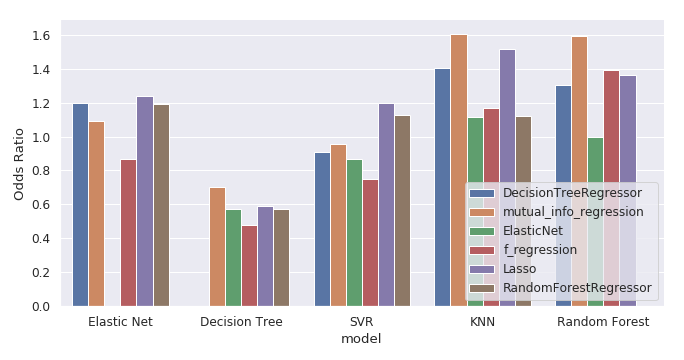 1.6
1.4
1.2
1.0
0.8
0.6
0.4
0.2
0.0
Odds Ratio
DecisionTreeRegressor
mutual_info_regression
ElasticNet
f_regression
Lasso
RandomForestRegressor
Elastic Net Decision Tree SVR KNN Random Forest
model